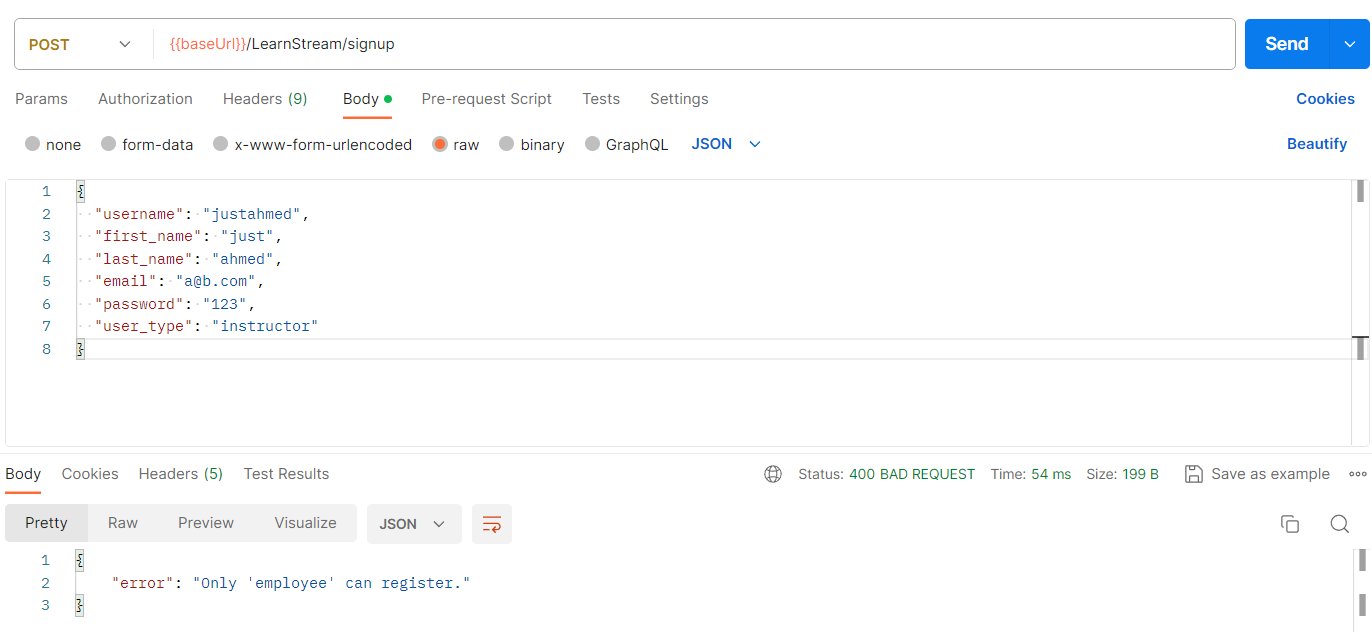 POST {{baseUrl}}/LearnStream/signup Send
Params Authorization Headers (9) Body Pre-request Script Tests Settings Cookies
none form-data x-www-form-urlencoded raw binary GraphQL JSON Beautify
1 {
2 "username": "justahmed",
3 "first_name": "just",
4 "last_name": "ahmed",
5 "email": "a@b.com",
6 "password": "123",
7 "user_type": "instructor"
8 }
Body Cookies Headers (5) Test Results Status: 400 BAD REQUEST Time: 54 ms Size: 199 B Save as example
Pretty Raw Preview Visualize JSON
1 {
2 "error": "Only 'employee' can register."
3 }